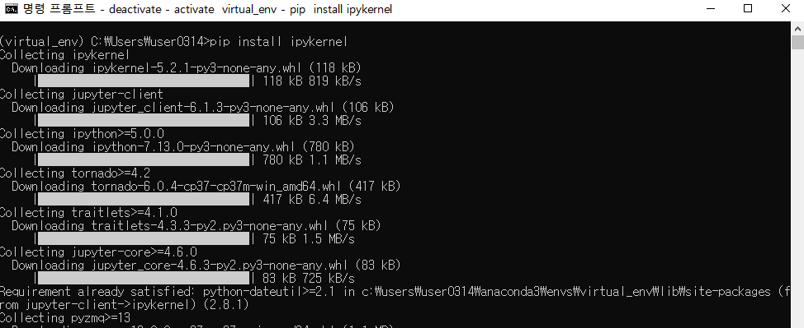 명령 프롬프트 - deactivate - activate  virtual_env - pip  install ipykernel
(virtual_env) C:₩Users₩user0314>pip install ipykernel
Collecting ipykernel
Downloading ipykernel-5.2.1-py3-none-any.whl (118 kB)
| 118 kB 819 kB/s
Collecting jupyter-client
Downloading jupyter_client-6.1.3-py3-none-any.whl (106 kB)
| 106 kB 3.3 MB/s
Collecting ipython>=5.0.0
Downloading ipython-7.13.0-py3-none-any.whl (780 kB)
| 780 kB 1.1 MB/s
Collecting tornado>=4.2
Downloading tornado-6.0.4-cp37-cp37m-win_amd64.whl (417 kB)
| 417 kB 6.4 MB/s
Collecting traitlets>=4.1.0
Downloading traitlets-4.3.3-py2.py3-none-any.whl (75 kB)
| 75 kB 1.5 MB/s
Collecting jupyter-core>=4.6.0
Downloading jupyter_core-4.6.3-py2.py3-none-any.whl (83 kB)
| 83 kB 725 kB/s
Requirement already satisfied: python-dateutil>=2.1 in c:₩users₩user0314₩anaconda3₩envs₩virtual_env₩lib₩site-packages (f
rom jupyter-client->ipykernel) (2.8.1)
Collecting pyzmq>=13